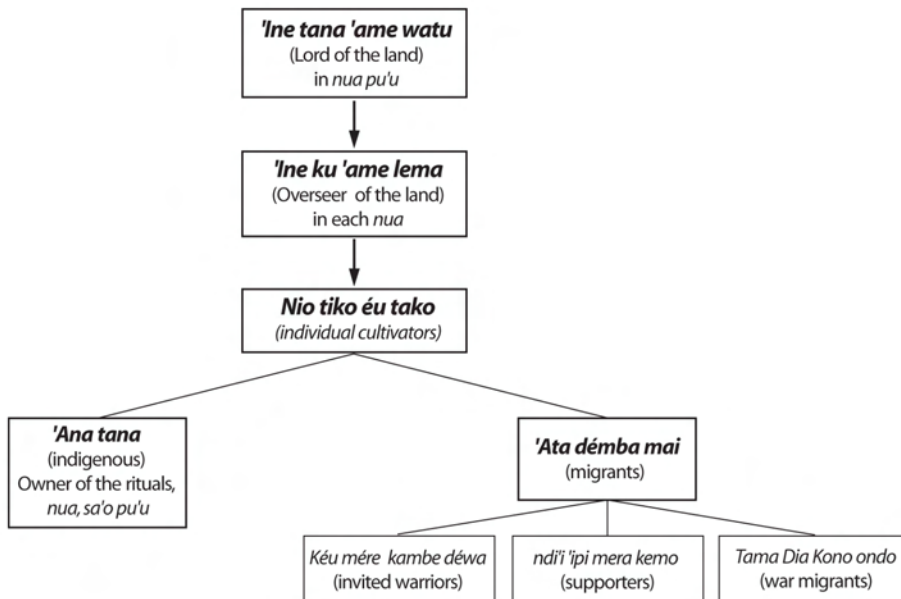 'Ine tana 'ame watu
(Lord of the land)
in nua pu'u
'Ine ku 'ame lema
(Overseer of the land)
in each nua
Nio tiko éu tako
(individual cultivators)
'Ana tana
(indigenous)
Owner of the rituals,
nua, sa'o pu'u
'Ata démba mai
(migrants)
Kéu mére kambe déwa
(invited warriors)
ndi'i 'ipi mera kemo
(supporters)
Tama Dia Kono ondo
(war migrants)